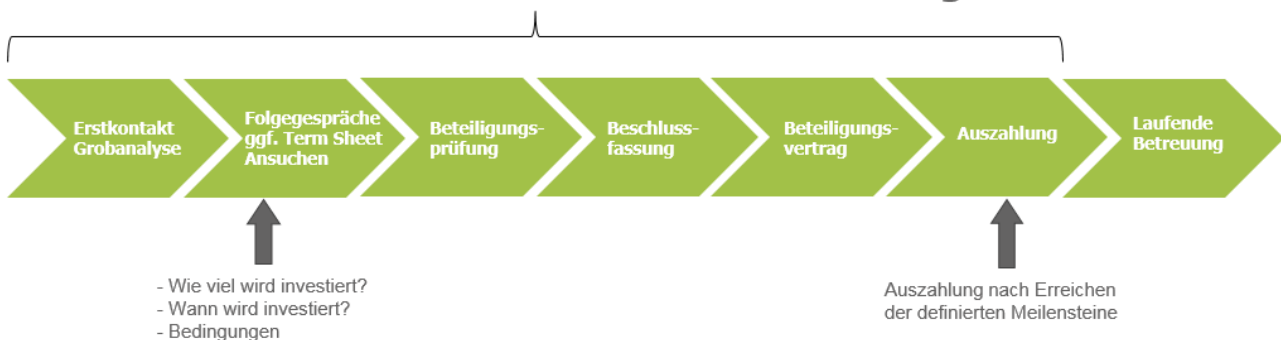 Erstkontakt
Grobanalyse
Folgegespräche
ggf. Term Sheet
Ansuchen
Beteiligungs-
prüfung
Beschluss-
fassung
Beteiligungs-
vertrag
Auszahlung
Laufende
Betreuung
- Wie viel wird investiert?
- Wann wird investiert?
- Bedingungen
Auszahlung nach Erreichen
der definierten Meilensteine